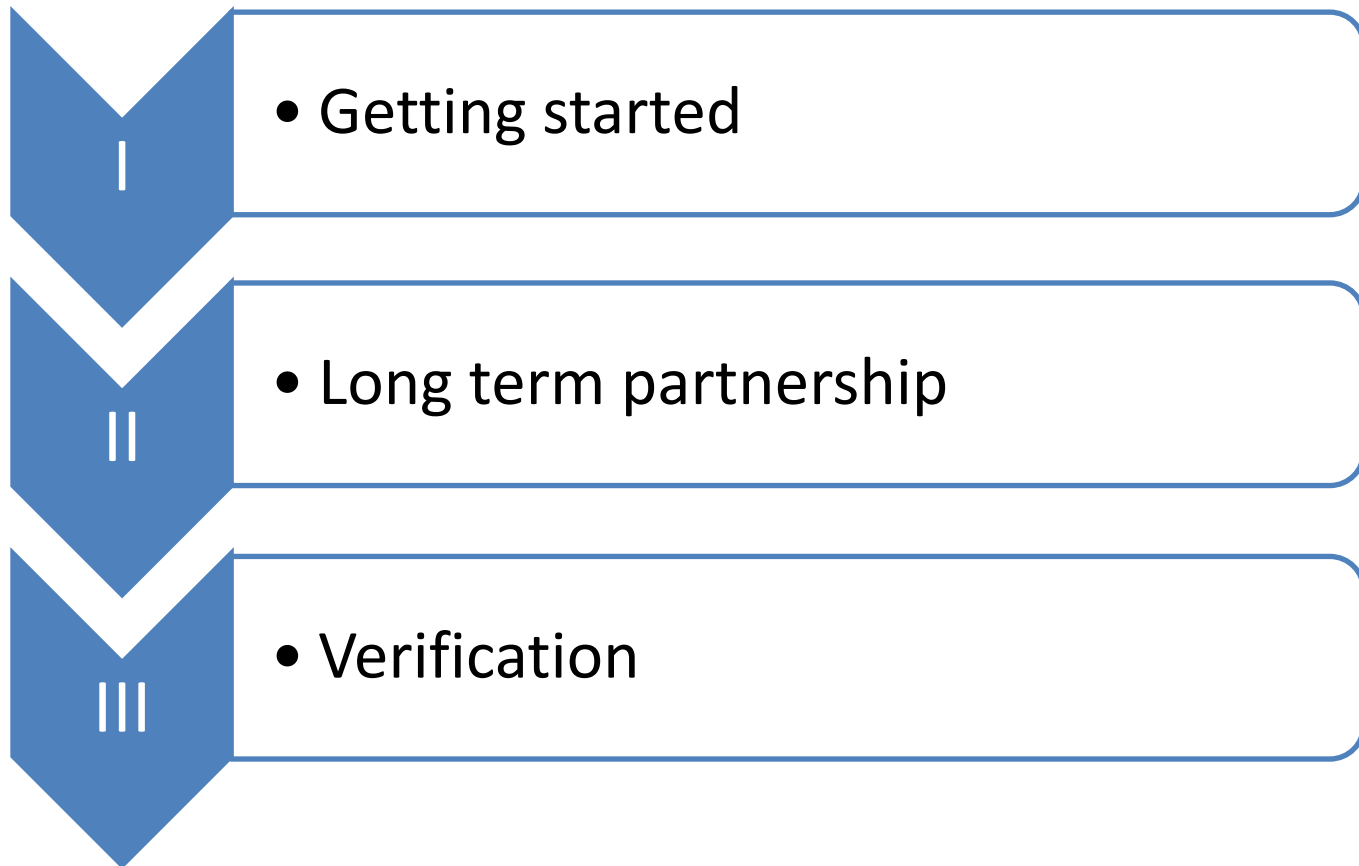 I
• Getting started
II
• Long term partnership
III
• Verification